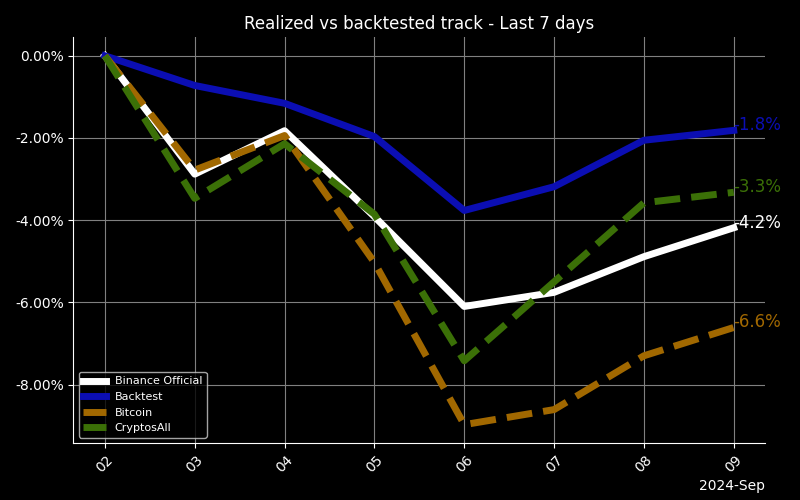 Realized vs backtested track - Last 7 days
0.00%
-2.00%
-4.00%
-6.00%
-8.00%
-1.8%
-3.3%
-4.2%
-6.6%
Binance Official
Backtest
Bitcoin
CryptosAll
02 03 04 05 06 07 08 09
2024-Sep